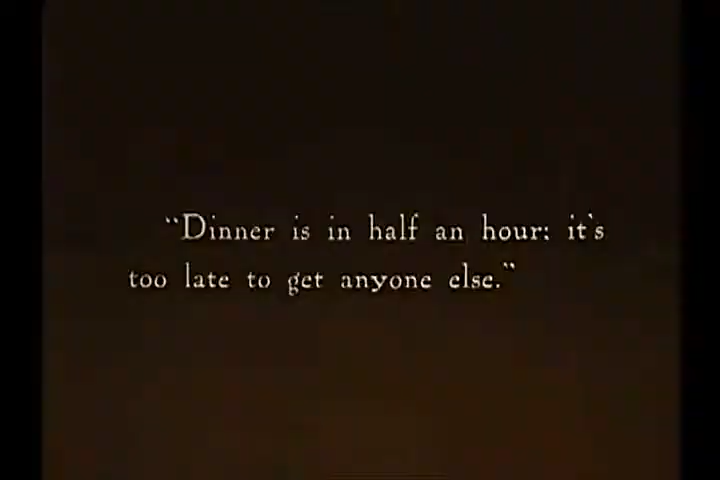 "Dinner is in half an hour; it's
too late to get anyone else."